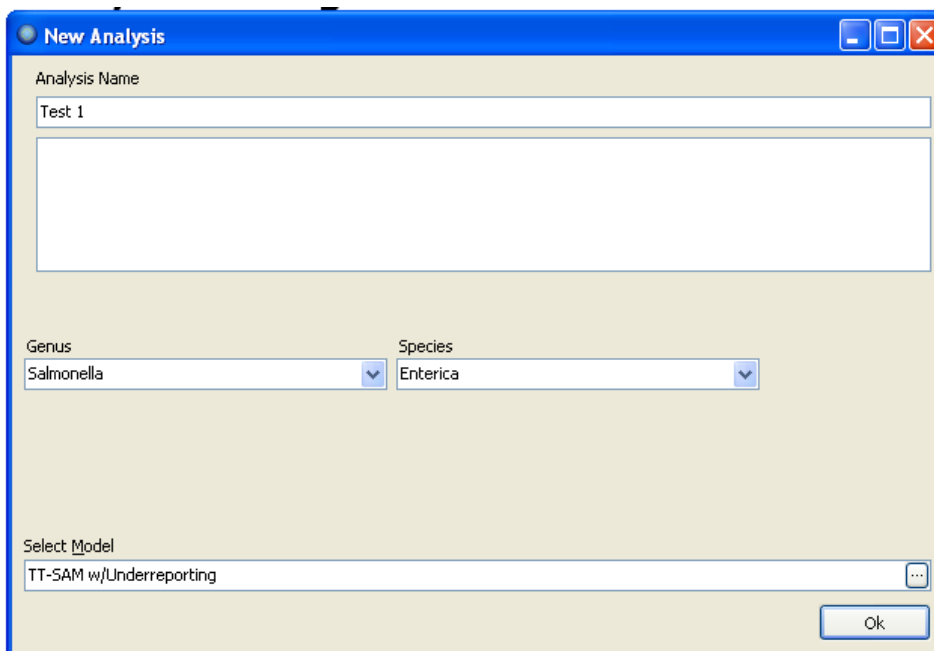 New Analysis
Analysis Name
Test 1
Genus
Species
Salmonella
Enterica
Select Model
TT-SAM w/Underreporting
...
Ok